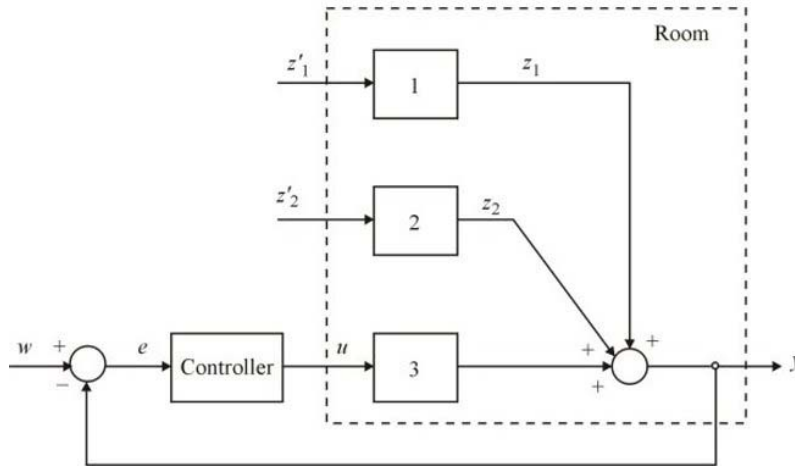 Room
z'₁ 1 z₁
z'₂ 2 z₂
w + e Controller u 3 + + +
−